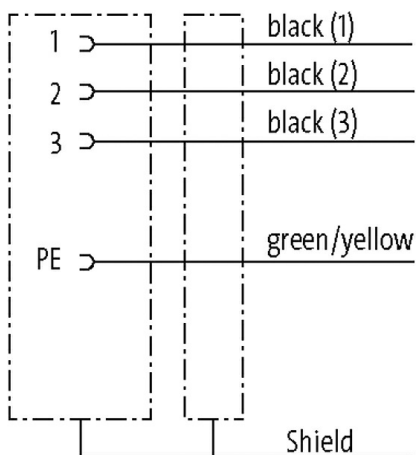 1 black (1)
2 black (2)
3 black (3)
PE green/yellow
Shield